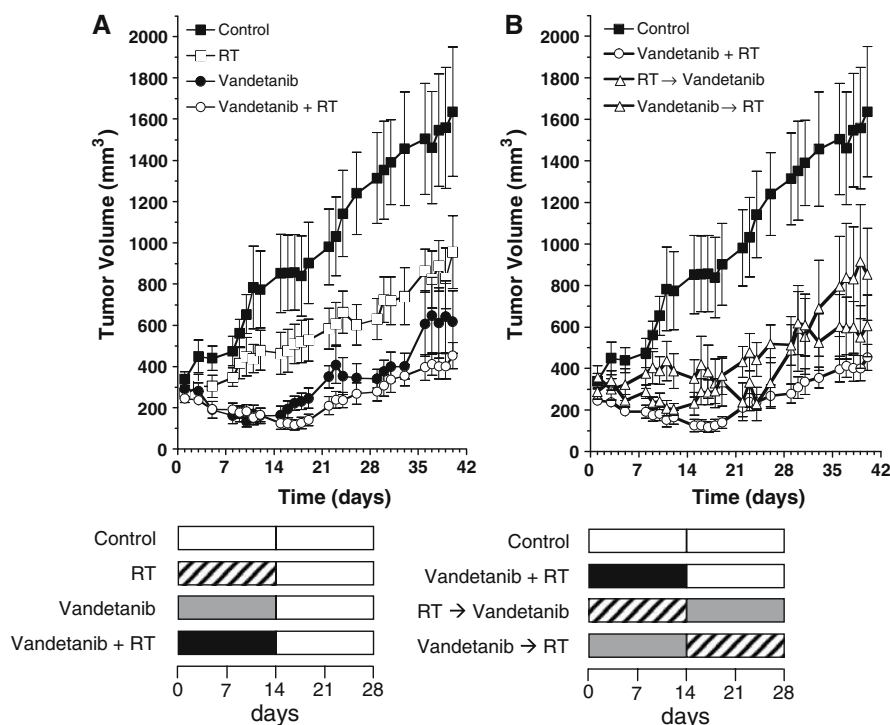 A
Control
RT
Vandetanib
Vandetanib + RT
Tumor Volume (mm³)
2000
1800
1600
1400
1200
1000
800
600
400
200
0
0 7 14 21 28 35 42
Time (days)
B
Control
Vandetanib + RT
RT → Vandetanib
Vandetanib → RT
Tumor Volume (mm³)
2000
1800
1600
1400
1200
1000
800
600
400
200
0
0 7 14 21 28 35 42
Time (days)
Control
RT
Vandetanib
Vandetanib + RT
0 7 14 21 28
days
Control
Vandetanib + RT
RT → Vandetanib
Vandetanib → RT
0 7 14 21 28
days